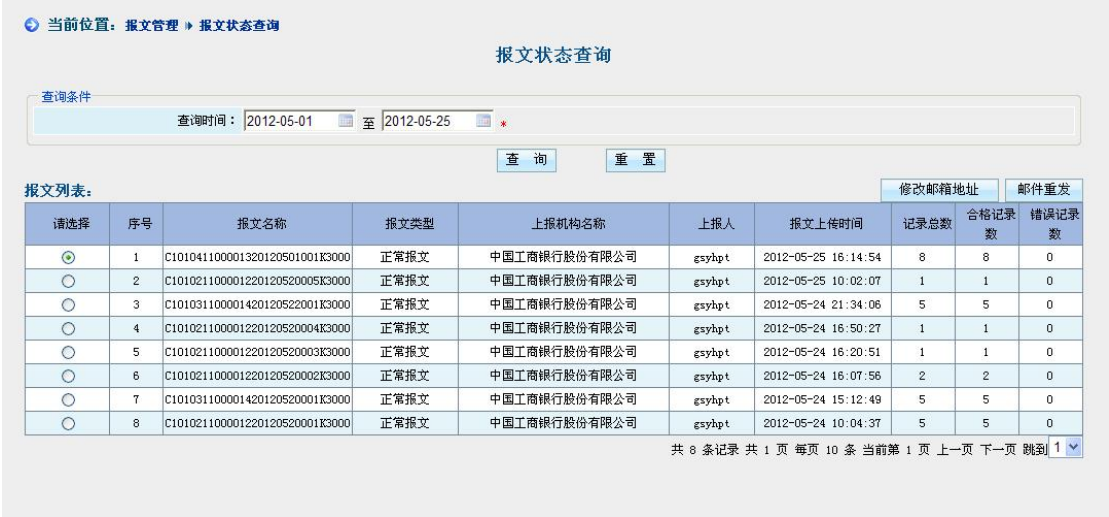 当前位置：报文管理 报文状态查询
报文状态查询
查询条件
查询时间： 2012-05-01 至 2012-05-25 *
查 询 重 置
报文列表： 修改邮箱地址 邮件重发
请选择 序号 报文名称 报文类型 上报机构名称 上报人 报文上传时间 记录总数 合格记录数 错误记录数
1 C10104110000132012050​1001K3000 正常报文 中国工商银行股份有限公司 gsyhpt 2012-05-25 16:14:54 8 8 0
2 C101021100001220120520005K3000 正常报文 中国工商银行股份有限公司 gsyhpt 2012-05-25 10:02:07 1 1 0
3 C101031100001420120522001K3000 正常报文 中国工商银行股份有限公司 gsyhpt 2012-05-24 21:34:06 5 5 0
4 C101021100001220120520004K3000 正常报文 中国工商银行股份有限公司 gsyhpt 2012-05-24 16:50:27 1 1 0
5 C101021100001220120520003K3000 正常报文 中国工商银行股份有限公司 gsyhpt 2012-05-24 16:20:51 1 1 0
6 C101021100001220120520002K3000 正常报文 中国工商银行股份有限公司 gsyhpt 2012-05-24 16:07:56 2 2 0
7 C101031100001420120520001K3000 正常报文 中国工商银行股份有限公司 gsyhpt 2012-05-24 15:12:49 5 5 0
8 C101021100001220120520001K3000 正常报文 中国工商银行股份有限公司 gsyhpt 2012-05-24 10:04:37 5 5 0
共 8 条记录 共 1 页 每页 10 条 当前第 1 页 上一页 下一页 跳到 1